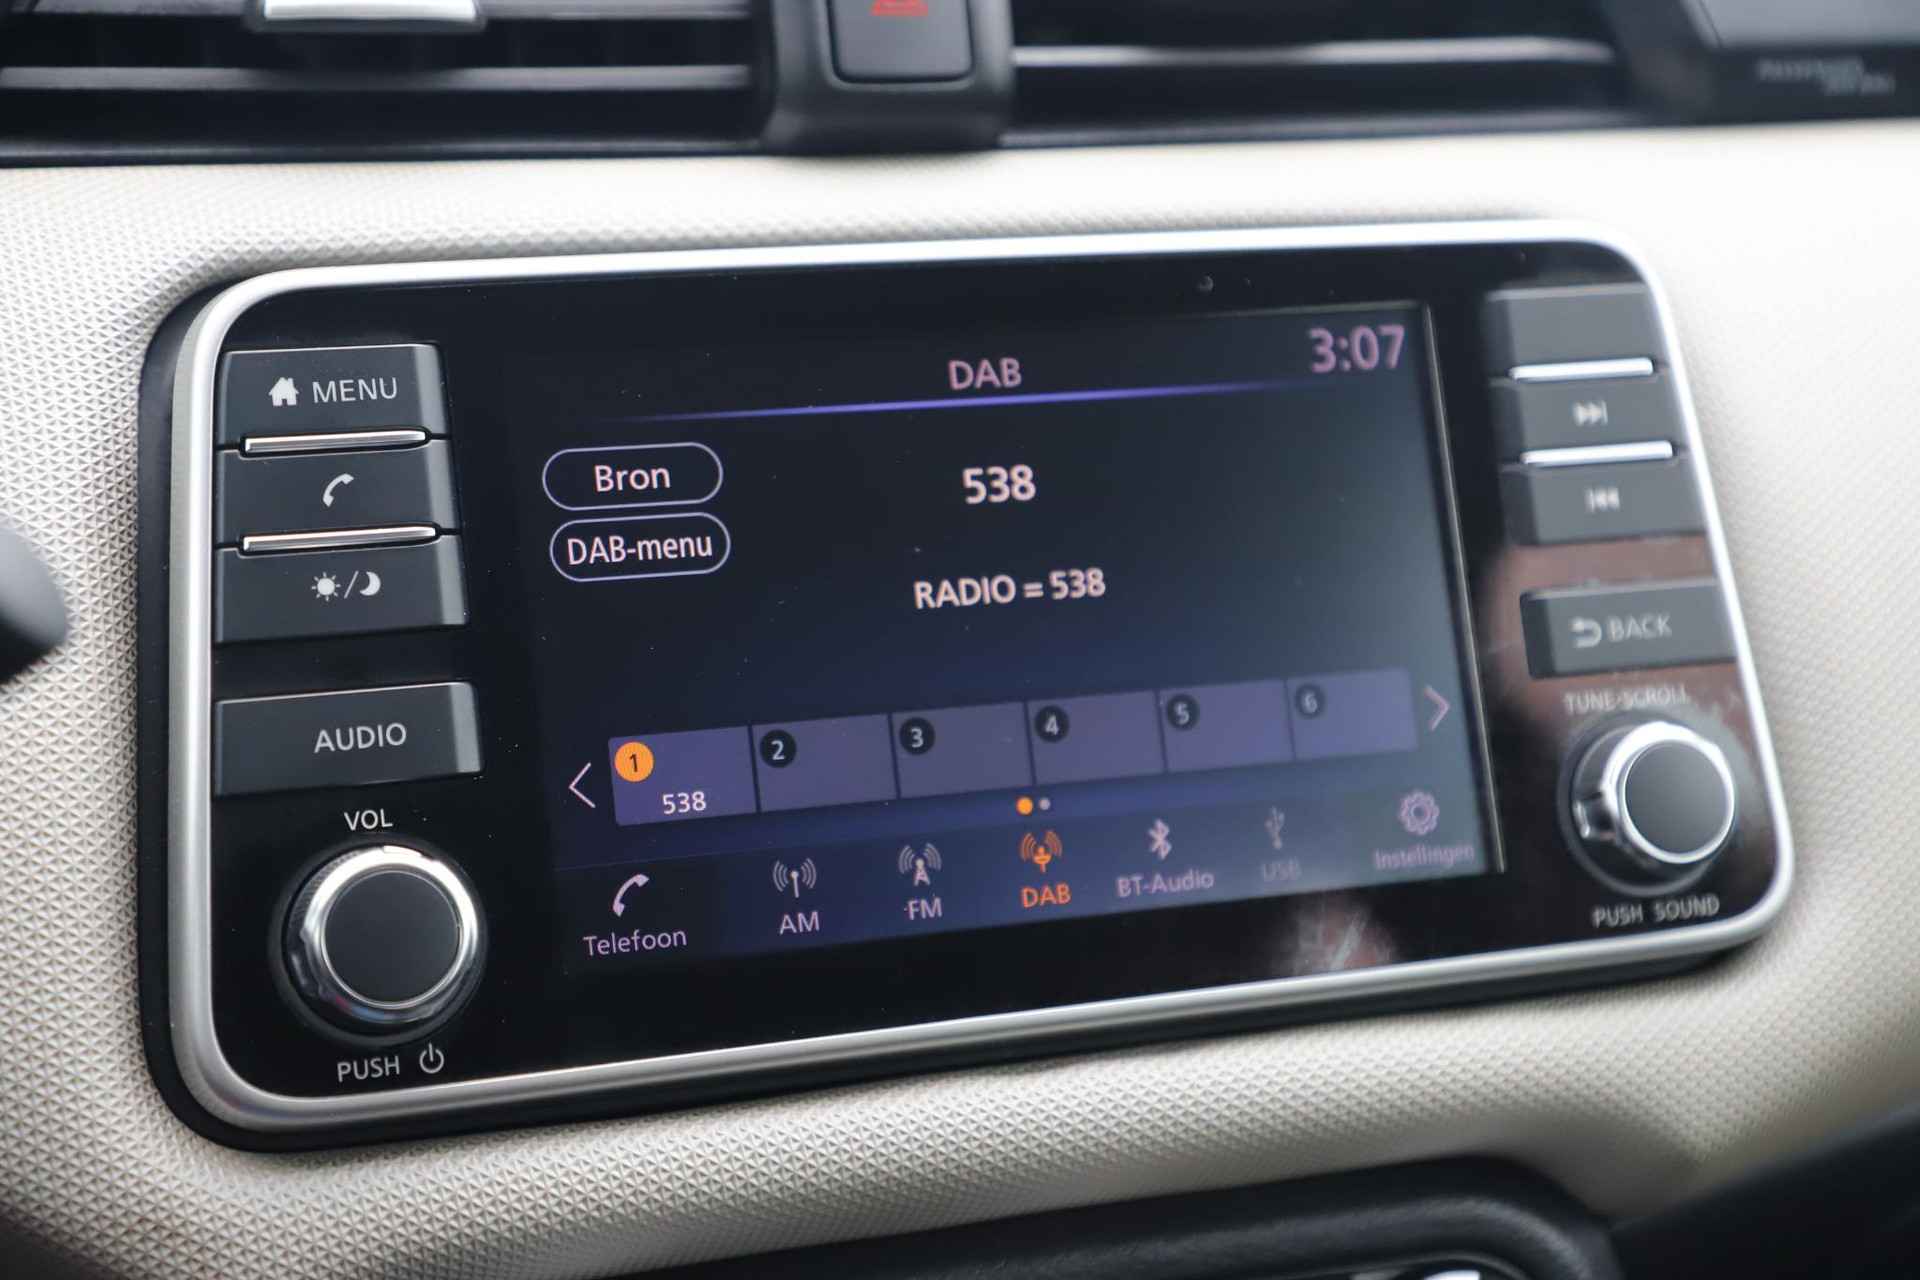 MENU
AUDIO
VOL
PUSH
DAB
3:07
Bron
538
DAB-menu
RADIO = 538
1
2
3
4
5
6
538
Telefoon
AM
FM
DAB
BT-Audio
USB
Instellingen
BACK
TUNE·SCROLL
PUSH SOUND